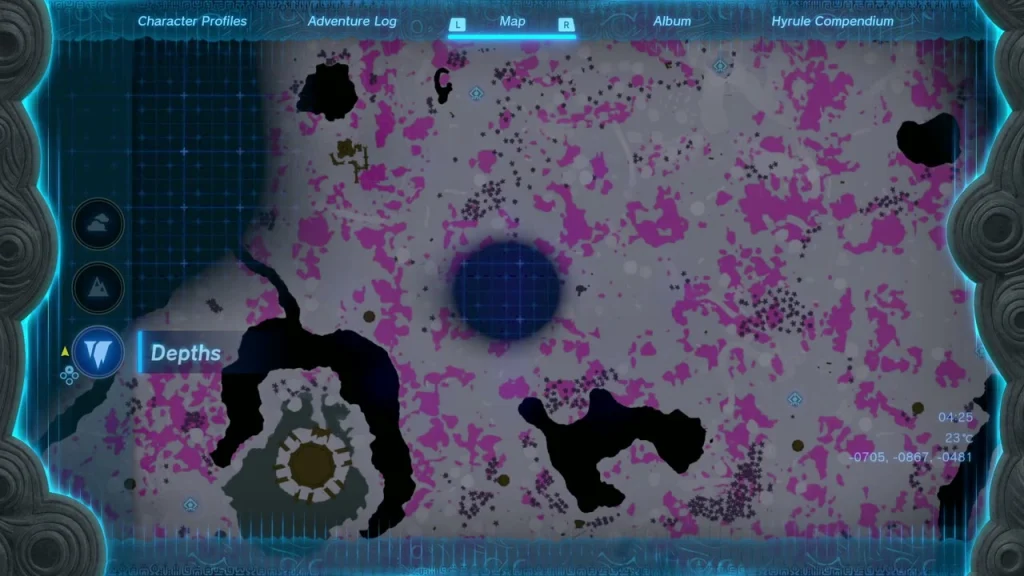 Character Profiles
Adventure Log
L
Map
R
Album
Hyrule Compendium
Depths
04:25
23°C
-0705, -0867, -0481